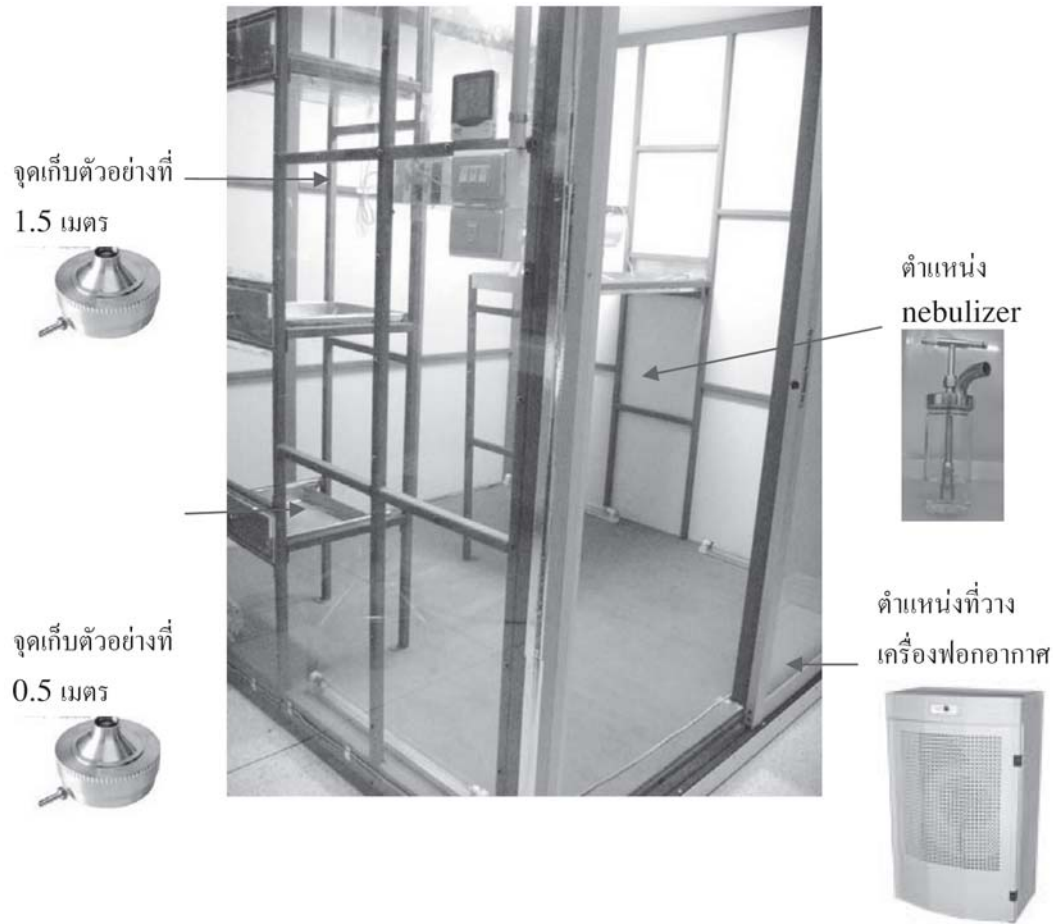 จุดเก็บตัวอย่างที่
1.5 เมตร
ตำแหน่ง
nebulizer
ตำแหน่งที่วาง
เครื่องฟอกอากาศ
จุดเก็บตัวอย่างที่
0.5 เมตร